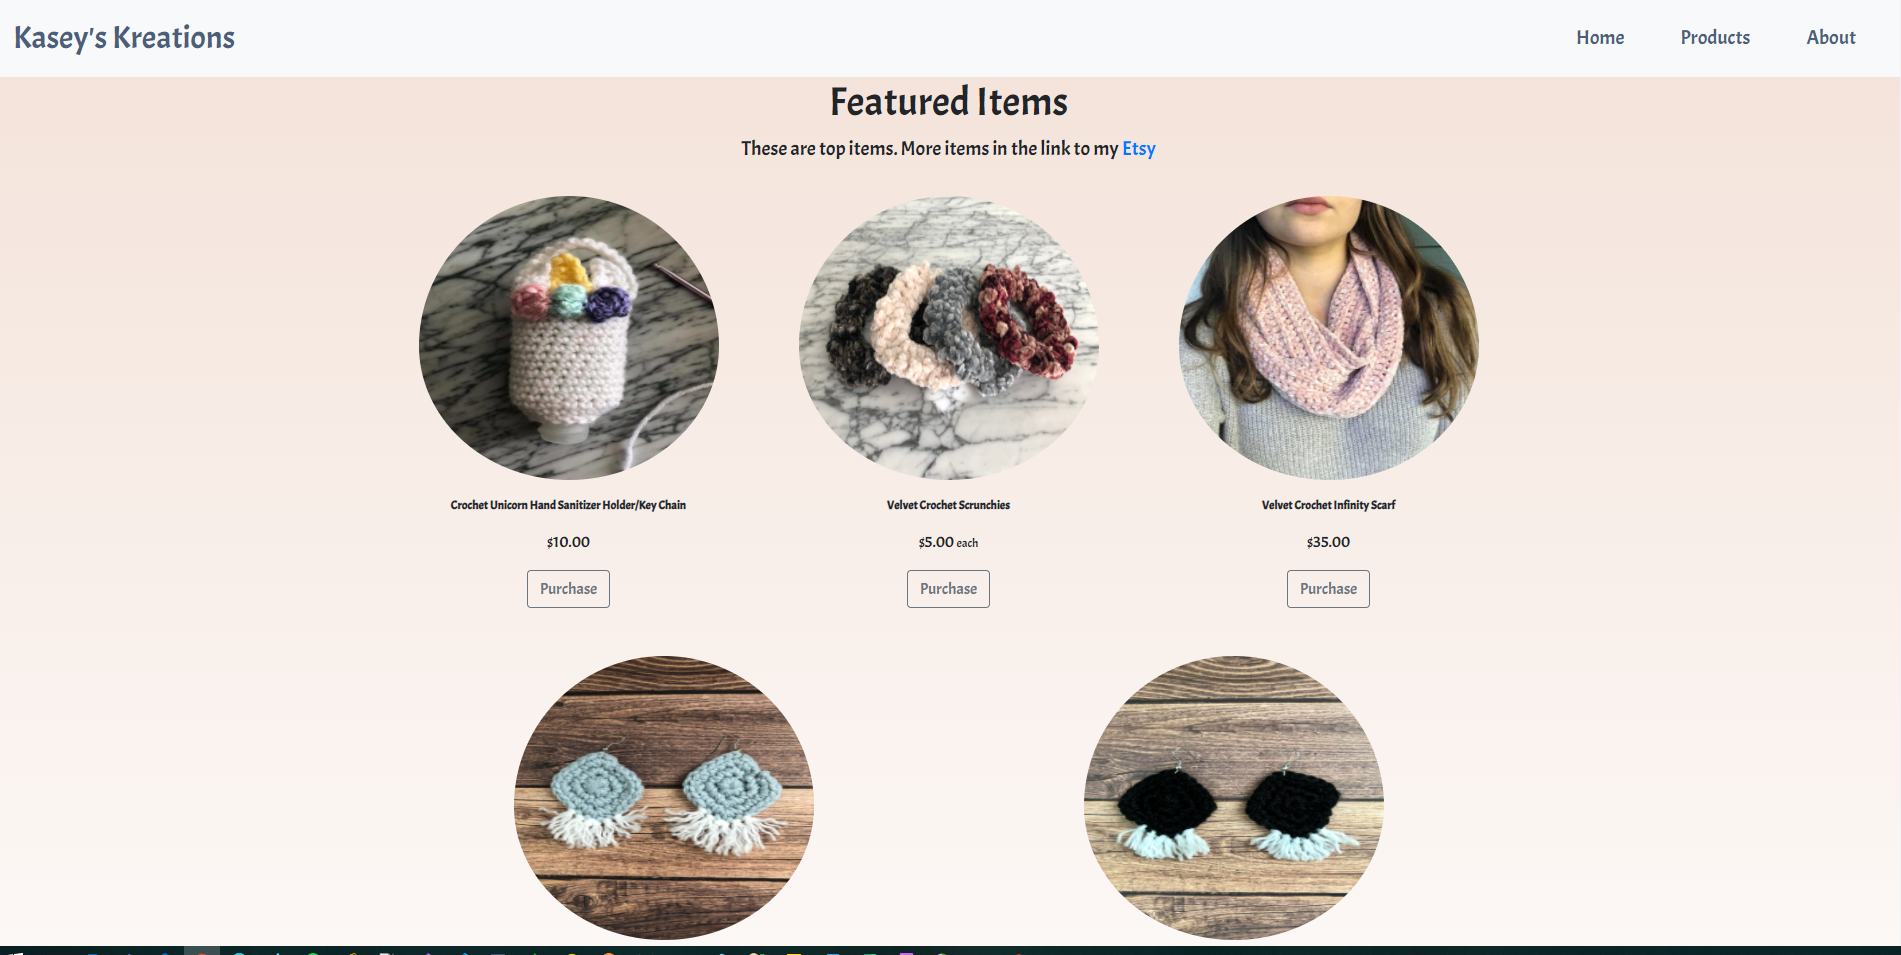 Kasey's Kreations
Home Products About
Featured Items
These are top items. More items in the link to my Etsy
Crochet Unicorn Hand Sanitizer Holder/Key Chain
Velvet Crochet Scrunchies
Velvet Crochet Infinity Scarf
$10.00
$5.00 each
$35.00
Purchase
Purchase
Purchase